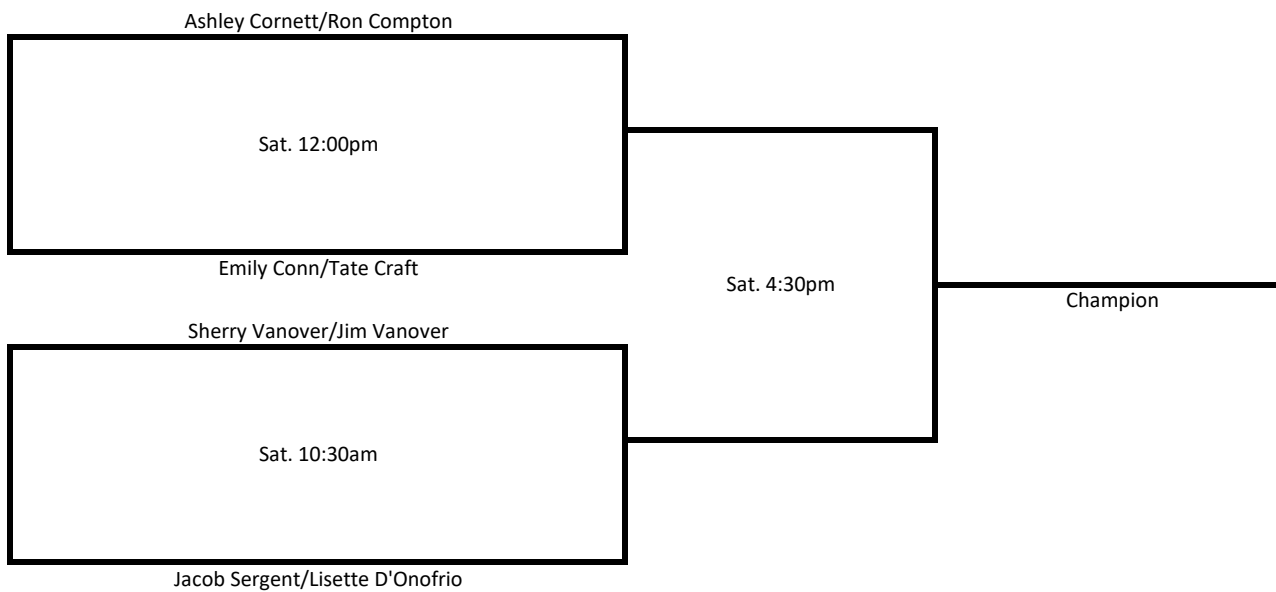 Ashley Cornett/Ron Compton
Sat. 12:00pm
Emily Conn/Tate Craft
Sat. 4:30pm
Champion
Sherry Vanover/Jim Vanover
Sat. 10:30am
Jacob Sergent/Lisette D'Onofrio